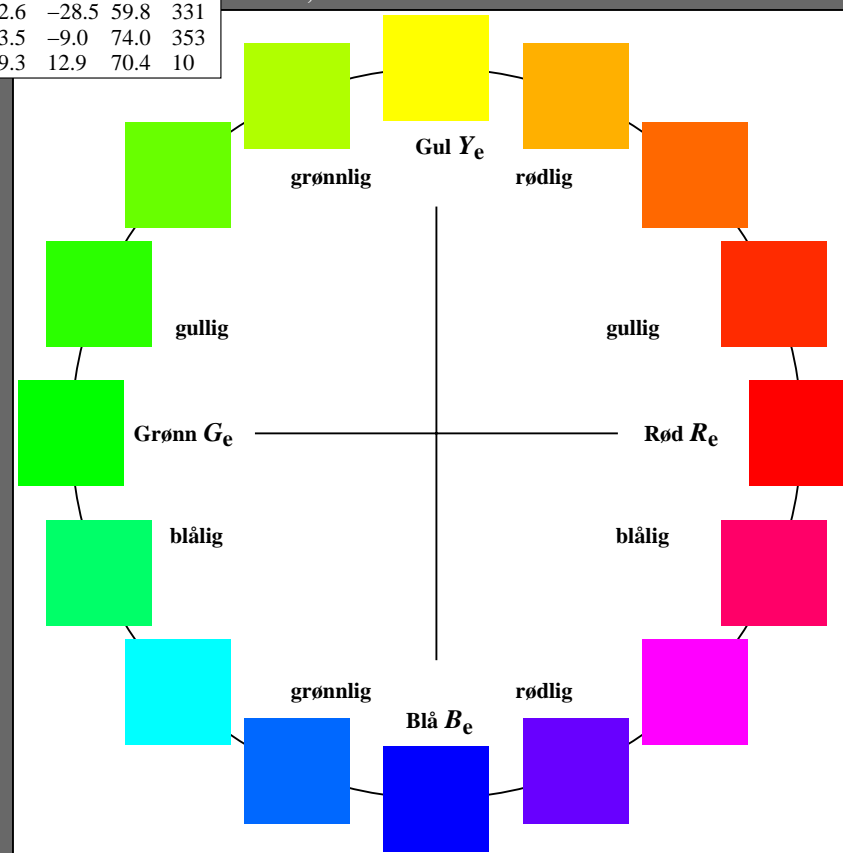 2.6 −28.5 59.8 331
3.5 −9.0 74.0 353
9.3 12.9 70.4 10
Gul Ye
grønnlig rødlig
gullig gullig
Grønn Ge Rød Re
blålig blålig
grønnlig rødlig
Blå Be